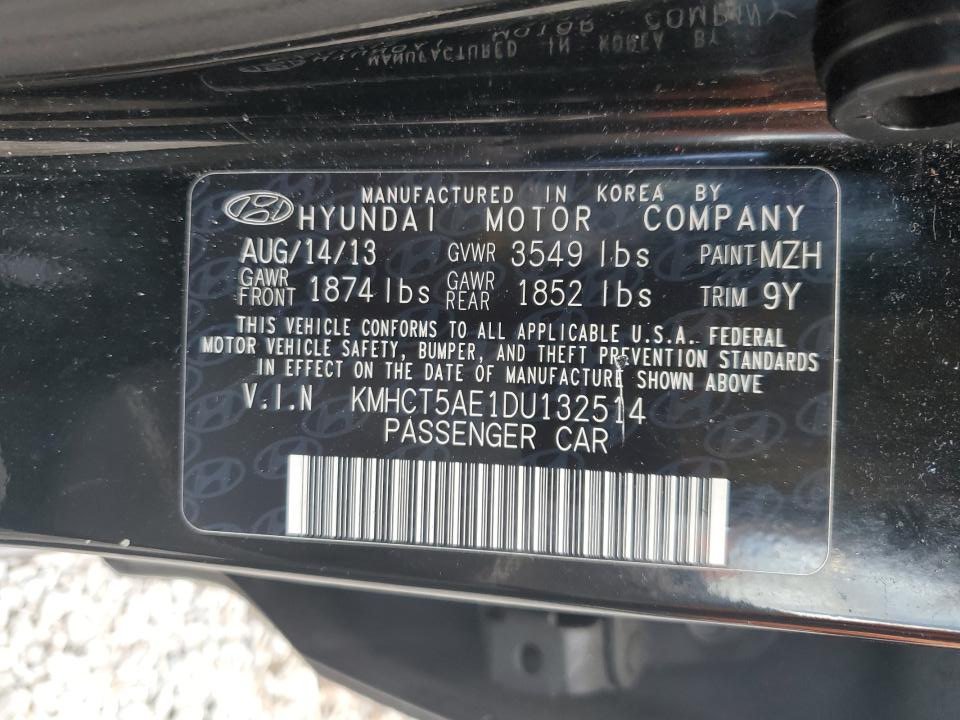 MANUFACTURED IN KOREA BY
HYUNDAI MOTOR COMPANY
AUG/14/13 GVWR 3549 lbs PAINT MZH
GAWR FRONT 1874 lbs GAWR REAR 1852 lbs TRIM 9Y
THIS VEHICLE CONFORMS TO ALL APPLICABLE U.S.A. FEDERAL
MOTOR VEHICLE SAFETY, BUMPER, AND THEFT PREVENTION STANDARDS
IN EFFECT ON THE DATE OF MANUFACTURE SHOWN ABOVE
V.I.N KMHCT5AE1DU132514
PASSENGER CAR